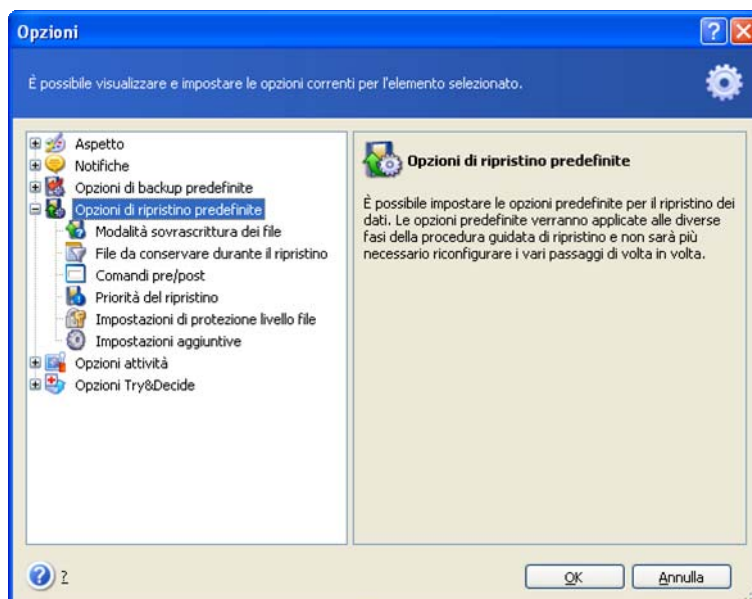 Opzioni
È possibile visualizzare e impostare le opzioni correnti per l'elemento selezionato.
Aspetto
Notifiche
Opzioni di backup predefinite
Opzioni di ripristino predefinite
Modalità sovrascrittura dei file
File da conservare durante il ripristino
Comandi pre/post
Priorità del ripristino
Impostazioni di protezione livello file
Impostazioni aggiuntive
Opzioni attività
Opzioni Try&Decide
Opzioni di ripristino predefinite
È possibile impostare le opzioni predefinite per il ripristino dei
dati. Le opzioni predefinite verranno applicate alle diverse
fasi della procedura guidata di ripristino e non sarà più
necessario riconfigurare i vari passaggi di volta in volta.
?
OK
Annulla